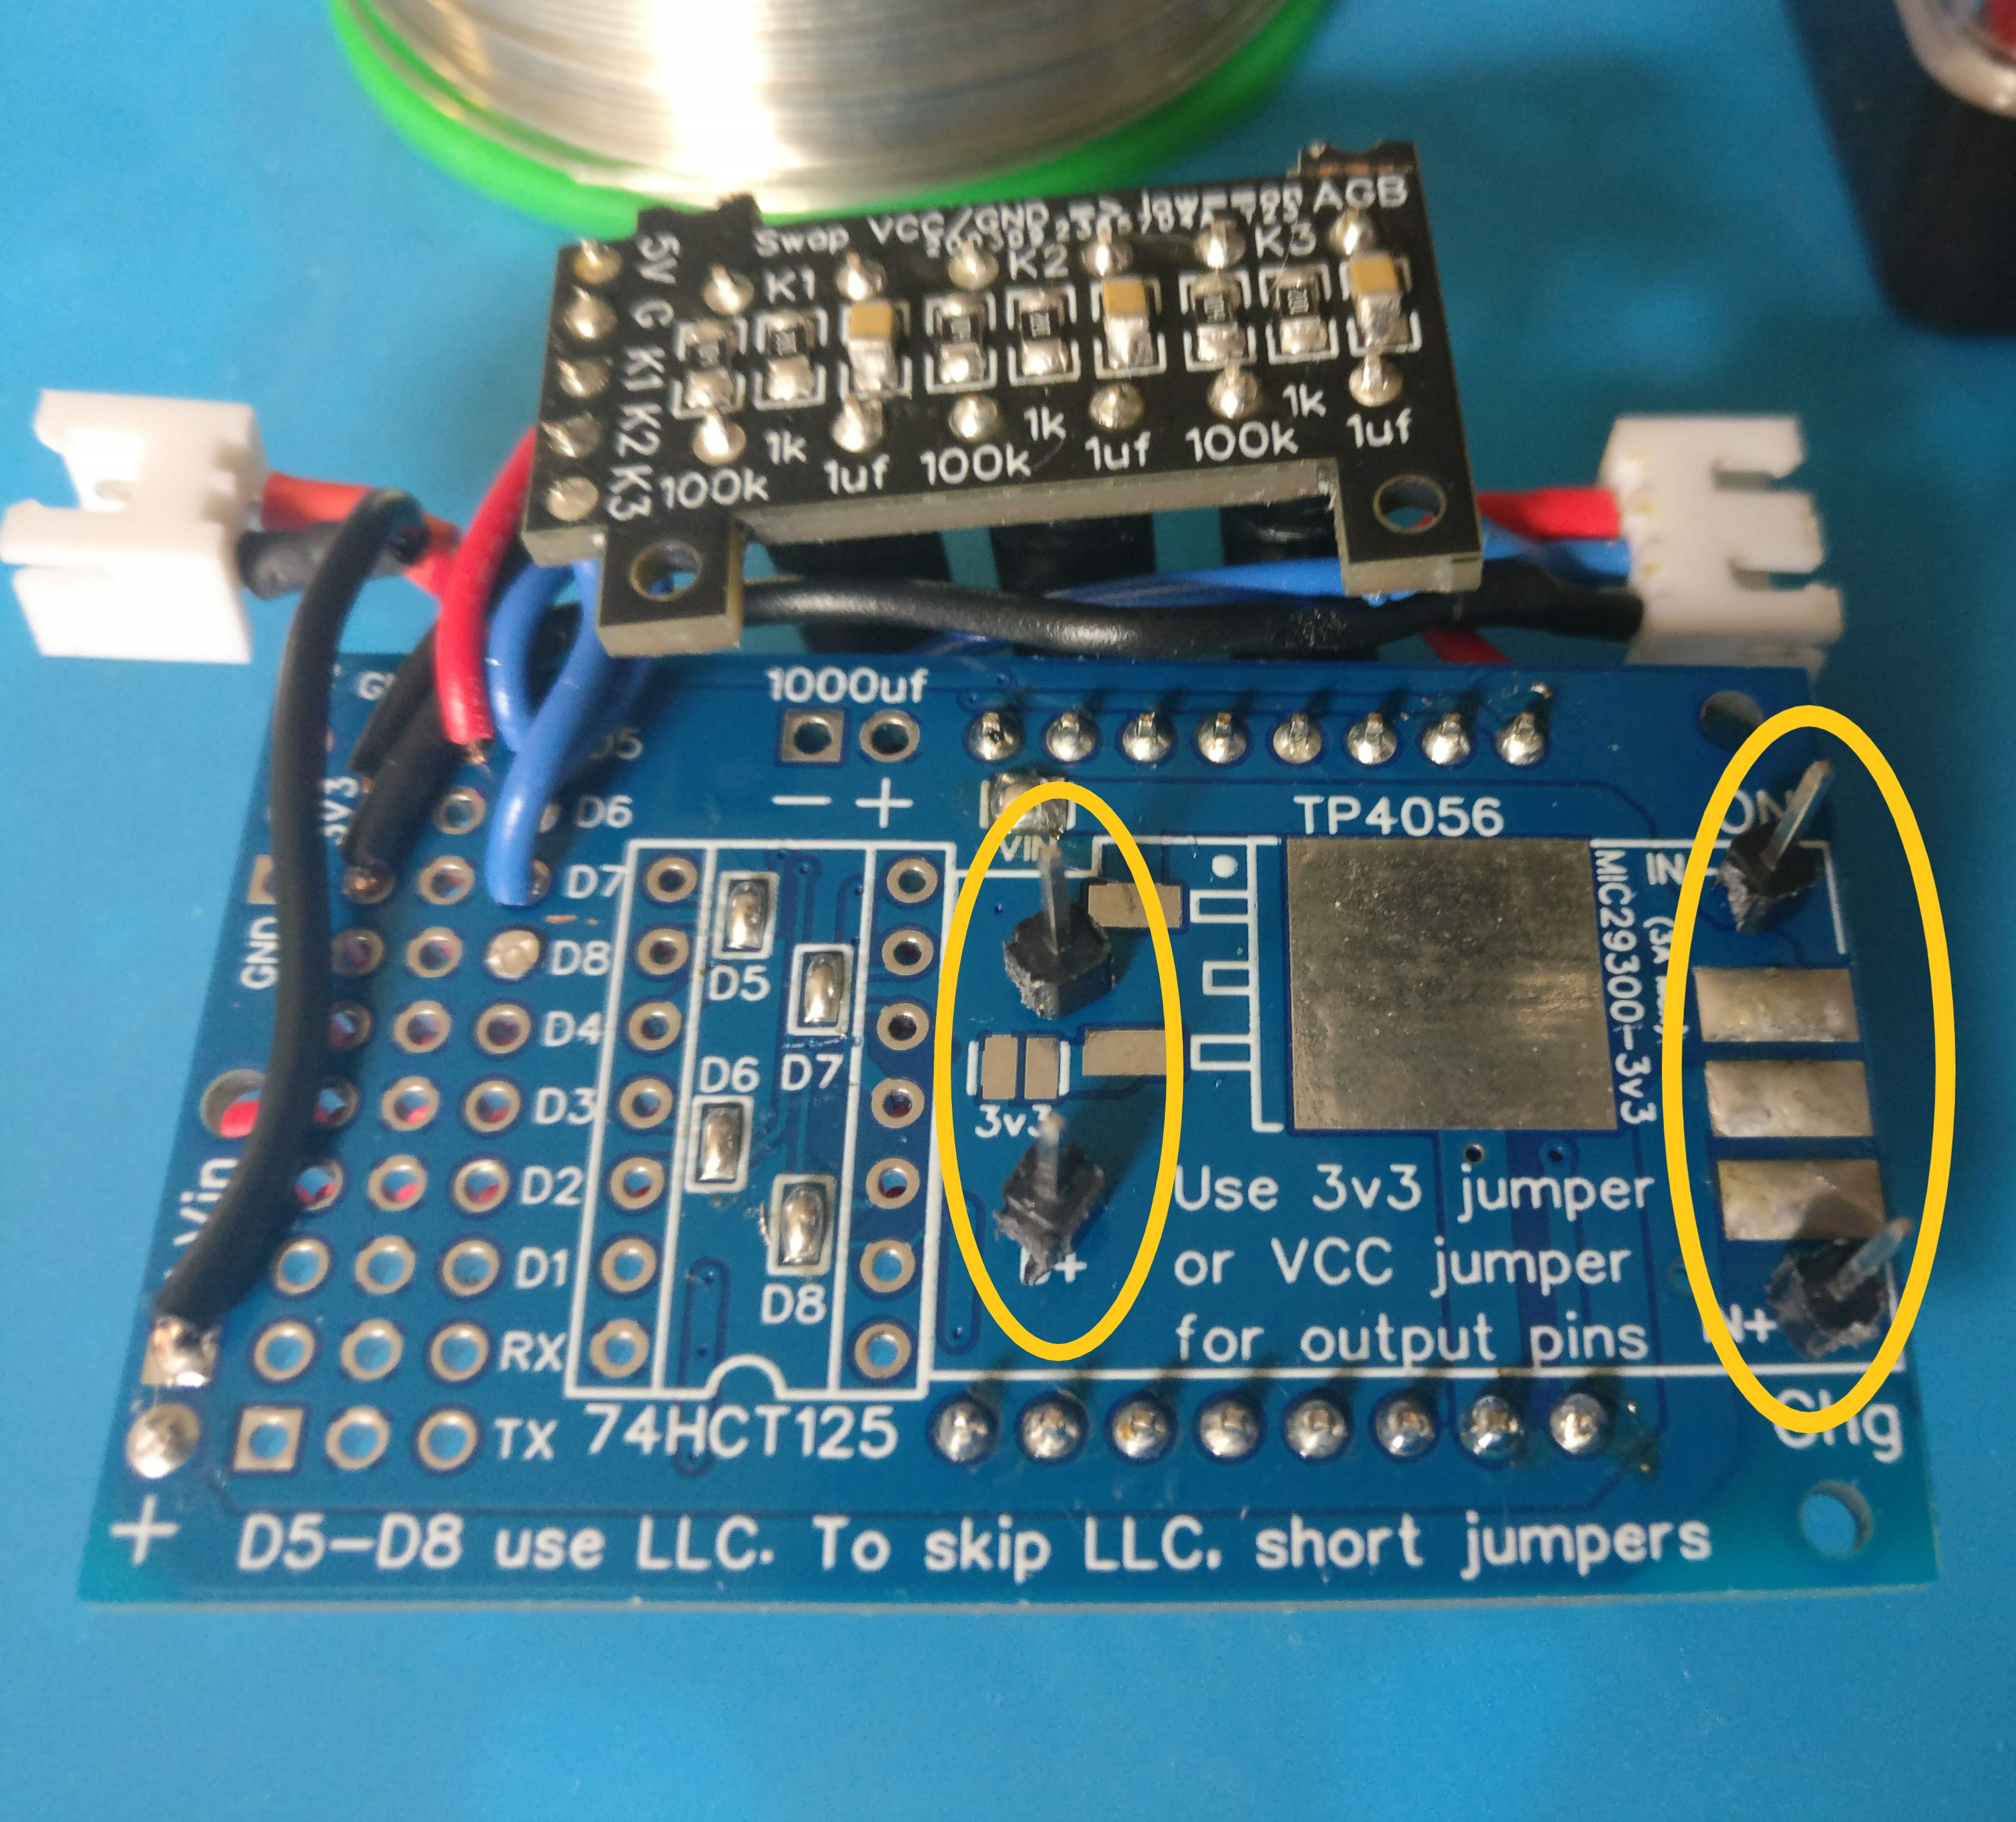 Swap VCC/GND => low=on
AGB
5V
G
K1
K2
K3
K1
K2
K3
100k
1k
1uf
100k
1k
1uf
100k
1k
1uf
1000uf
- +
3V3
GND
Vin
D5
D6
D7
D8
D4
D3
D2
D1
RX
TX
D5
D7
D6
D8
74HCT125
VIN
3v3
TP4056
MIC29300-3v3
IN
Use 3v3 jumper
or VCC jumper
for output pins
Chg
+
D5-D8 use LLC. To skip LLC. short jumpers